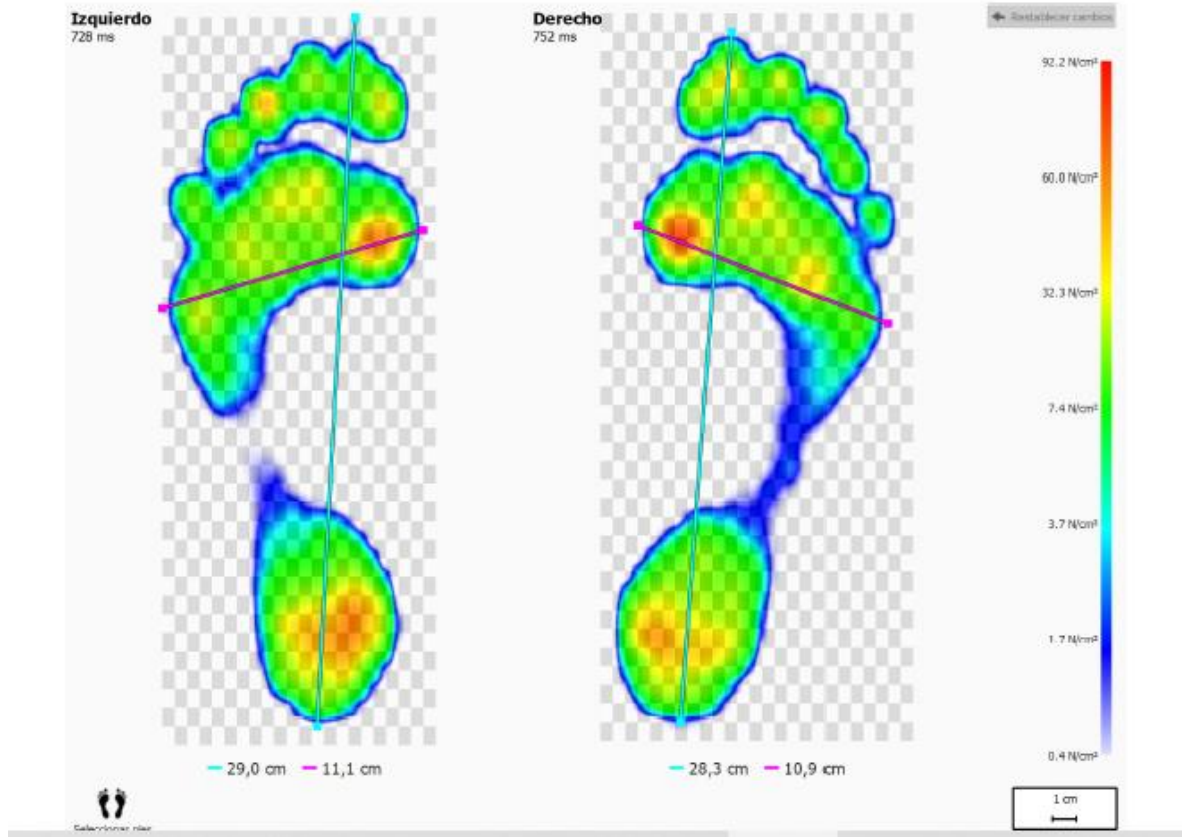 Izquierdo
728 ms
Derecho
752 ms
Restablecer cambios
92.2 N/cm²
60.0 N/cm²
32.3 N/cm²
7.4 N/cm²
3.7 N/cm²
1.7 N/cm²
0.4 N/cm²
29,0 cm 11,1 cm
28,3 cm 10,9 cm
1 cm
Seleccionar pies